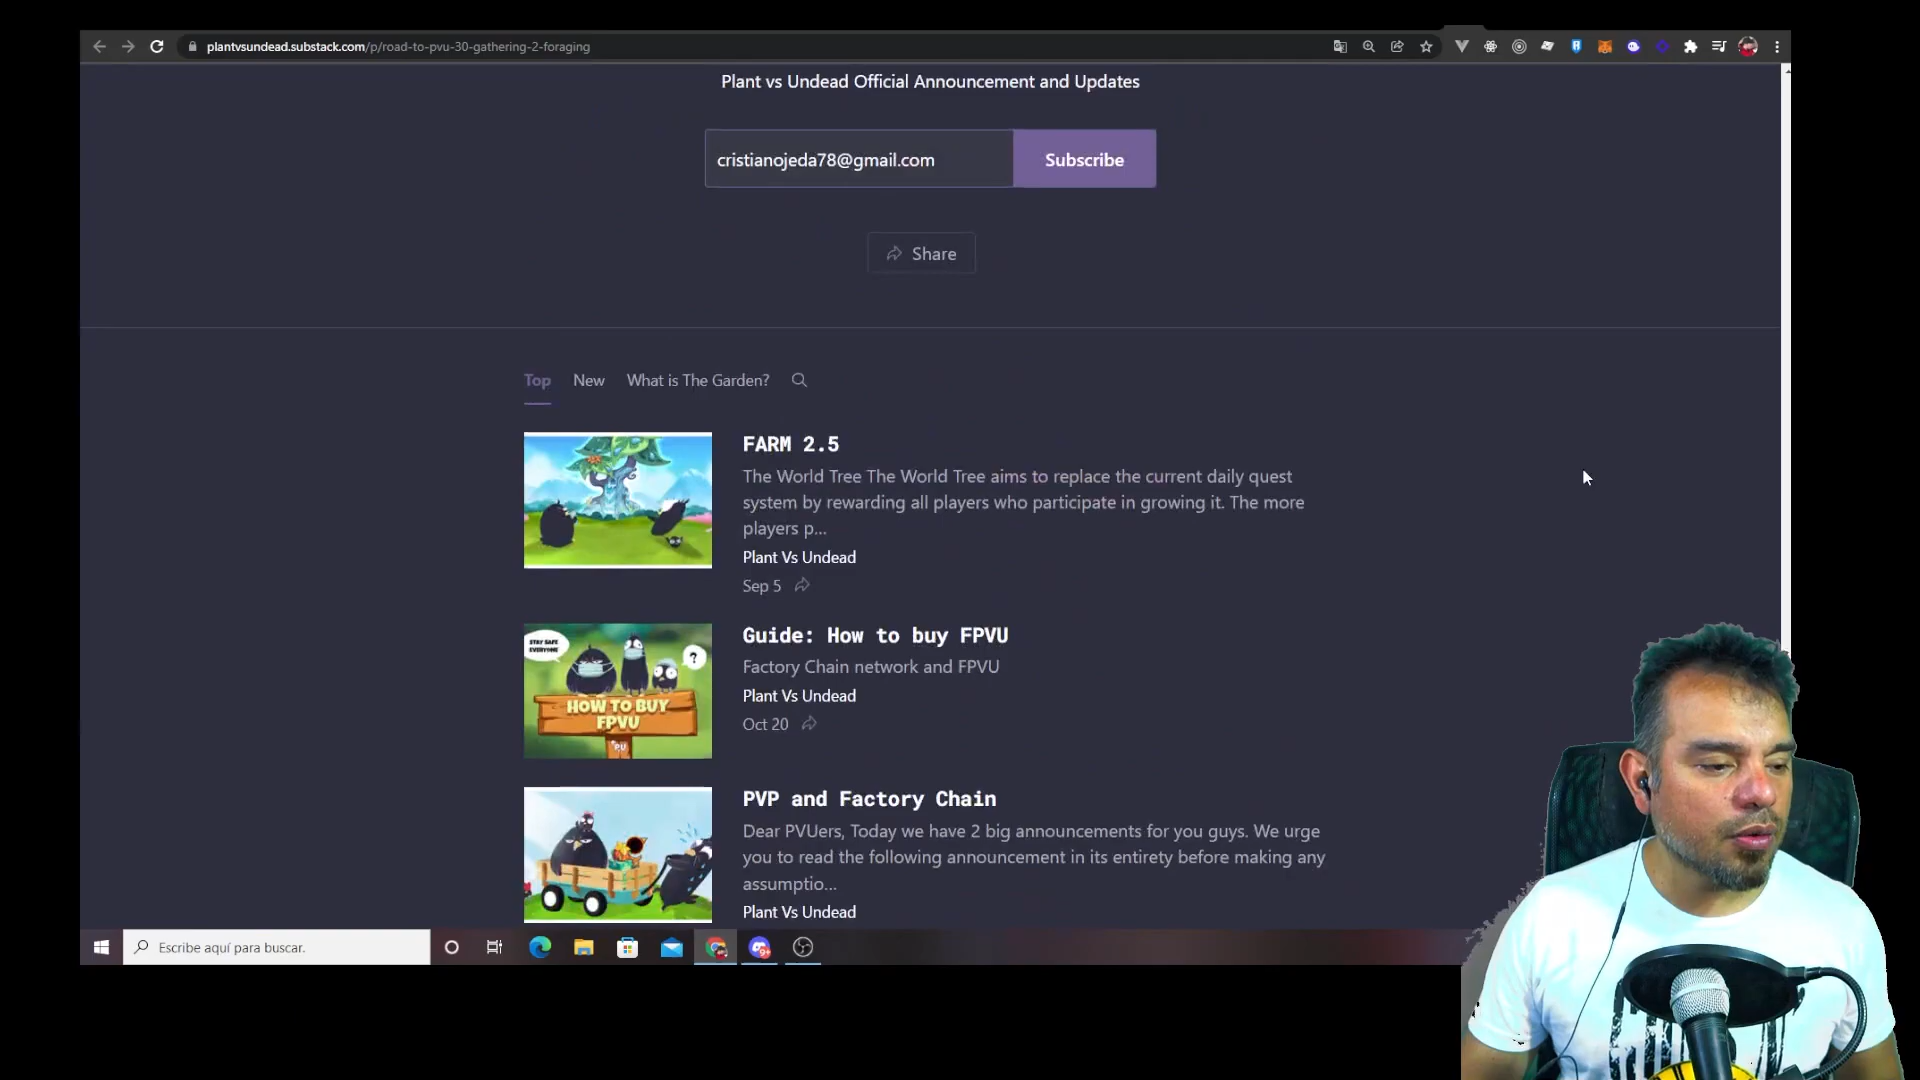 plantvsundead.substack.com/p/road-to-pvu-30-gathering-2-foraging
Plant vs Undead Official Announcement and Updates
cristianojeda78@gmail.com
Subscribe
Share
Top
New
What is The Garden?
FARM 2.5
The World Tree The World Tree aims to replace the current daily quest
system by rewarding all players who participate in growing it. The more
players p...
Plant Vs Undead
Sep 5
STAY SAFE
EVERYONE
?
HOW TO BUY
FPVU
PU
Guide: How to buy FPVU
Factory Chain network and FPVU
Plant Vs Undead
Oct 20
PVP and Factory Chain
Dear PVUers, Today we have 2 big announcements for you guys. We urge
you to read the following announcement in its entirety before making any
assumptio...
Plant Vs Undead
Escribe aquí para buscar.